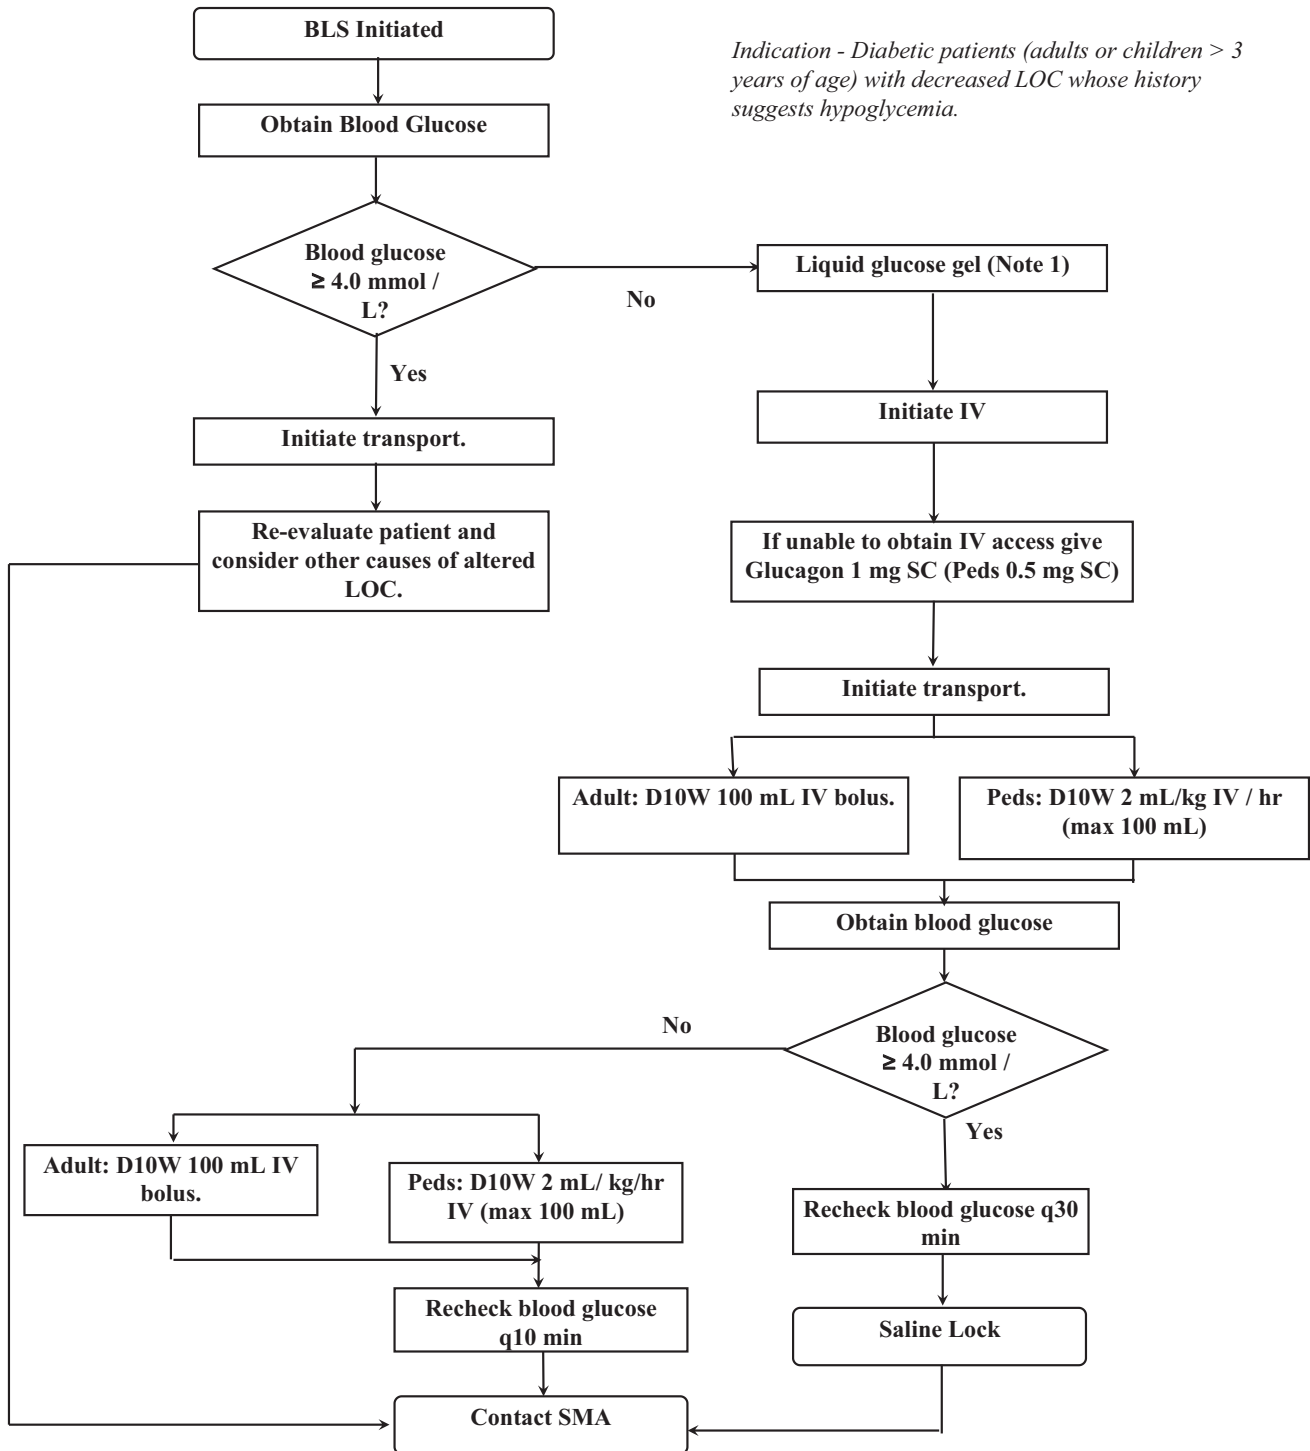 BLS Initiated
Indication - Diabetic patients (adults or children > 3
years of age) with decreased LOC whose history
suggests hypoglycemia.
Obtain Blood Glucose
Blood glucose
≥ 4.0 mmol /
L?
No
Liquid glucose gel (Note 1)
Yes
Initiate IV
Initiate transport.
Re-evaluate patient and
consider other causes of altered
LOC.
If unable to obtain IV access give
Glucagon 1 mg SC (Peds 0.5 mg SC)
Initiate transport.
Adult: D10W 100 mL IV bolus.
Peds: D10W 2 mL/kg IV / hr
(max 100 mL)
Obtain blood glucose
Blood glucose
≥ 4.0 mmol /
L?
No
Yes
Adult: D10W 100 mL IV
bolus.
Peds: D10W 2 mL/ kg/hr
IV (max 100 mL)
Recheck blood glucose q30
min
Recheck blood glucose
q10 min
Saline Lock
Contact SMA